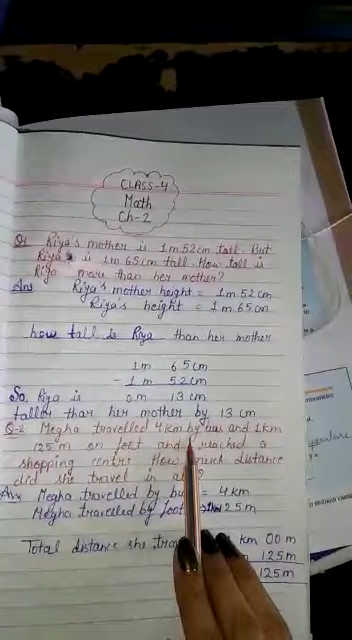 CLASS-4
Math
Ch-2
Q1 Riya's mother is 1m 52cm tall. But
Riya is 1m 65cm tall. How tall is
Riya more than her mother?
Ans Riya's mother height = 1m 52cm
Riya's height = 1m 65cm
how tall is Riya than her mother
1m 65cm
- 1m 52cm
So, Riya is 0m 13cm
taller than her mother by 13 cm
Q-2 Megha travelled 4km by bus and 1km
125m on foot and reached a
shopping center How much distance
did she travel in all?
Ans Megha travelled by bus = 4km
Megha travelled by foot 125m
Total distance she km 00m
125m
125m